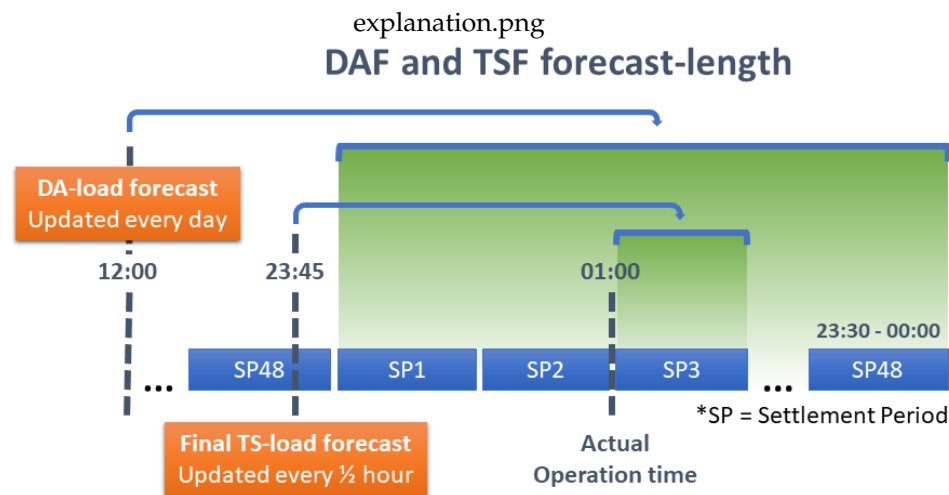 explanation.png
DAF and TSF forecast-length
DA-load forecast
Updated every day
12:00
23:45
01:00
23:30 - 00:00
...
SP48
SP1
SP2
SP3
...
SP48
*SP = Settlement Period
Final TS-load forecast
Updated every ½ hour
Actual
Operation time